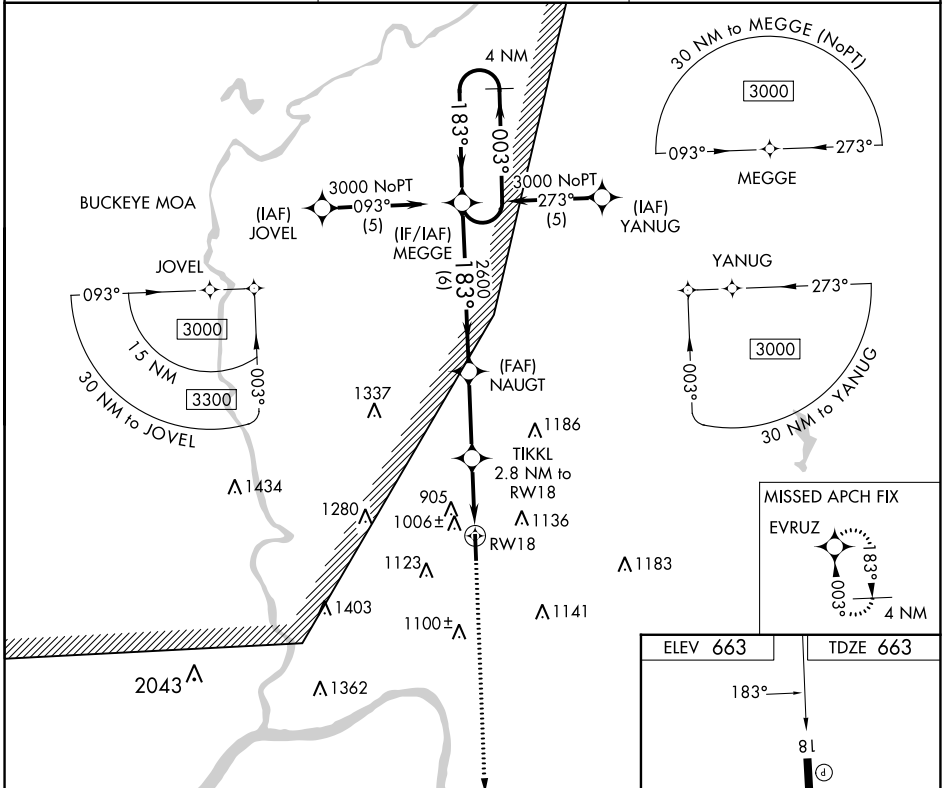 4 NM
183°
003°
30 NM to MEGGE (NoPT)
3000
093°
273°
MEGGE
BUCKEYE MOA
(IAF)
JOVEL
3000 NoPT
093°
(5)
(IF/IAF)
MEGGE
3000 NoPT
273°
(5)
(IAF)
YANUG
2600
183°
(6)
JOVEL
093°
3000
15 NM
3300
003°
30 NM to JOVEL
YANUG
273°
3000
003°
30 NM to YANUG
(FAF)
NAUGT
1337
1186
TIKKL
2.8 NM to
RW18
1434
1280
905
1006±
1136
RW18
1123
1183
1403
1100±
1141
2043
1362
MISSED APCH FIX
EVRUZ
183°
003°
4 NM
ELEV 663
TDZE 663
183°
18
P